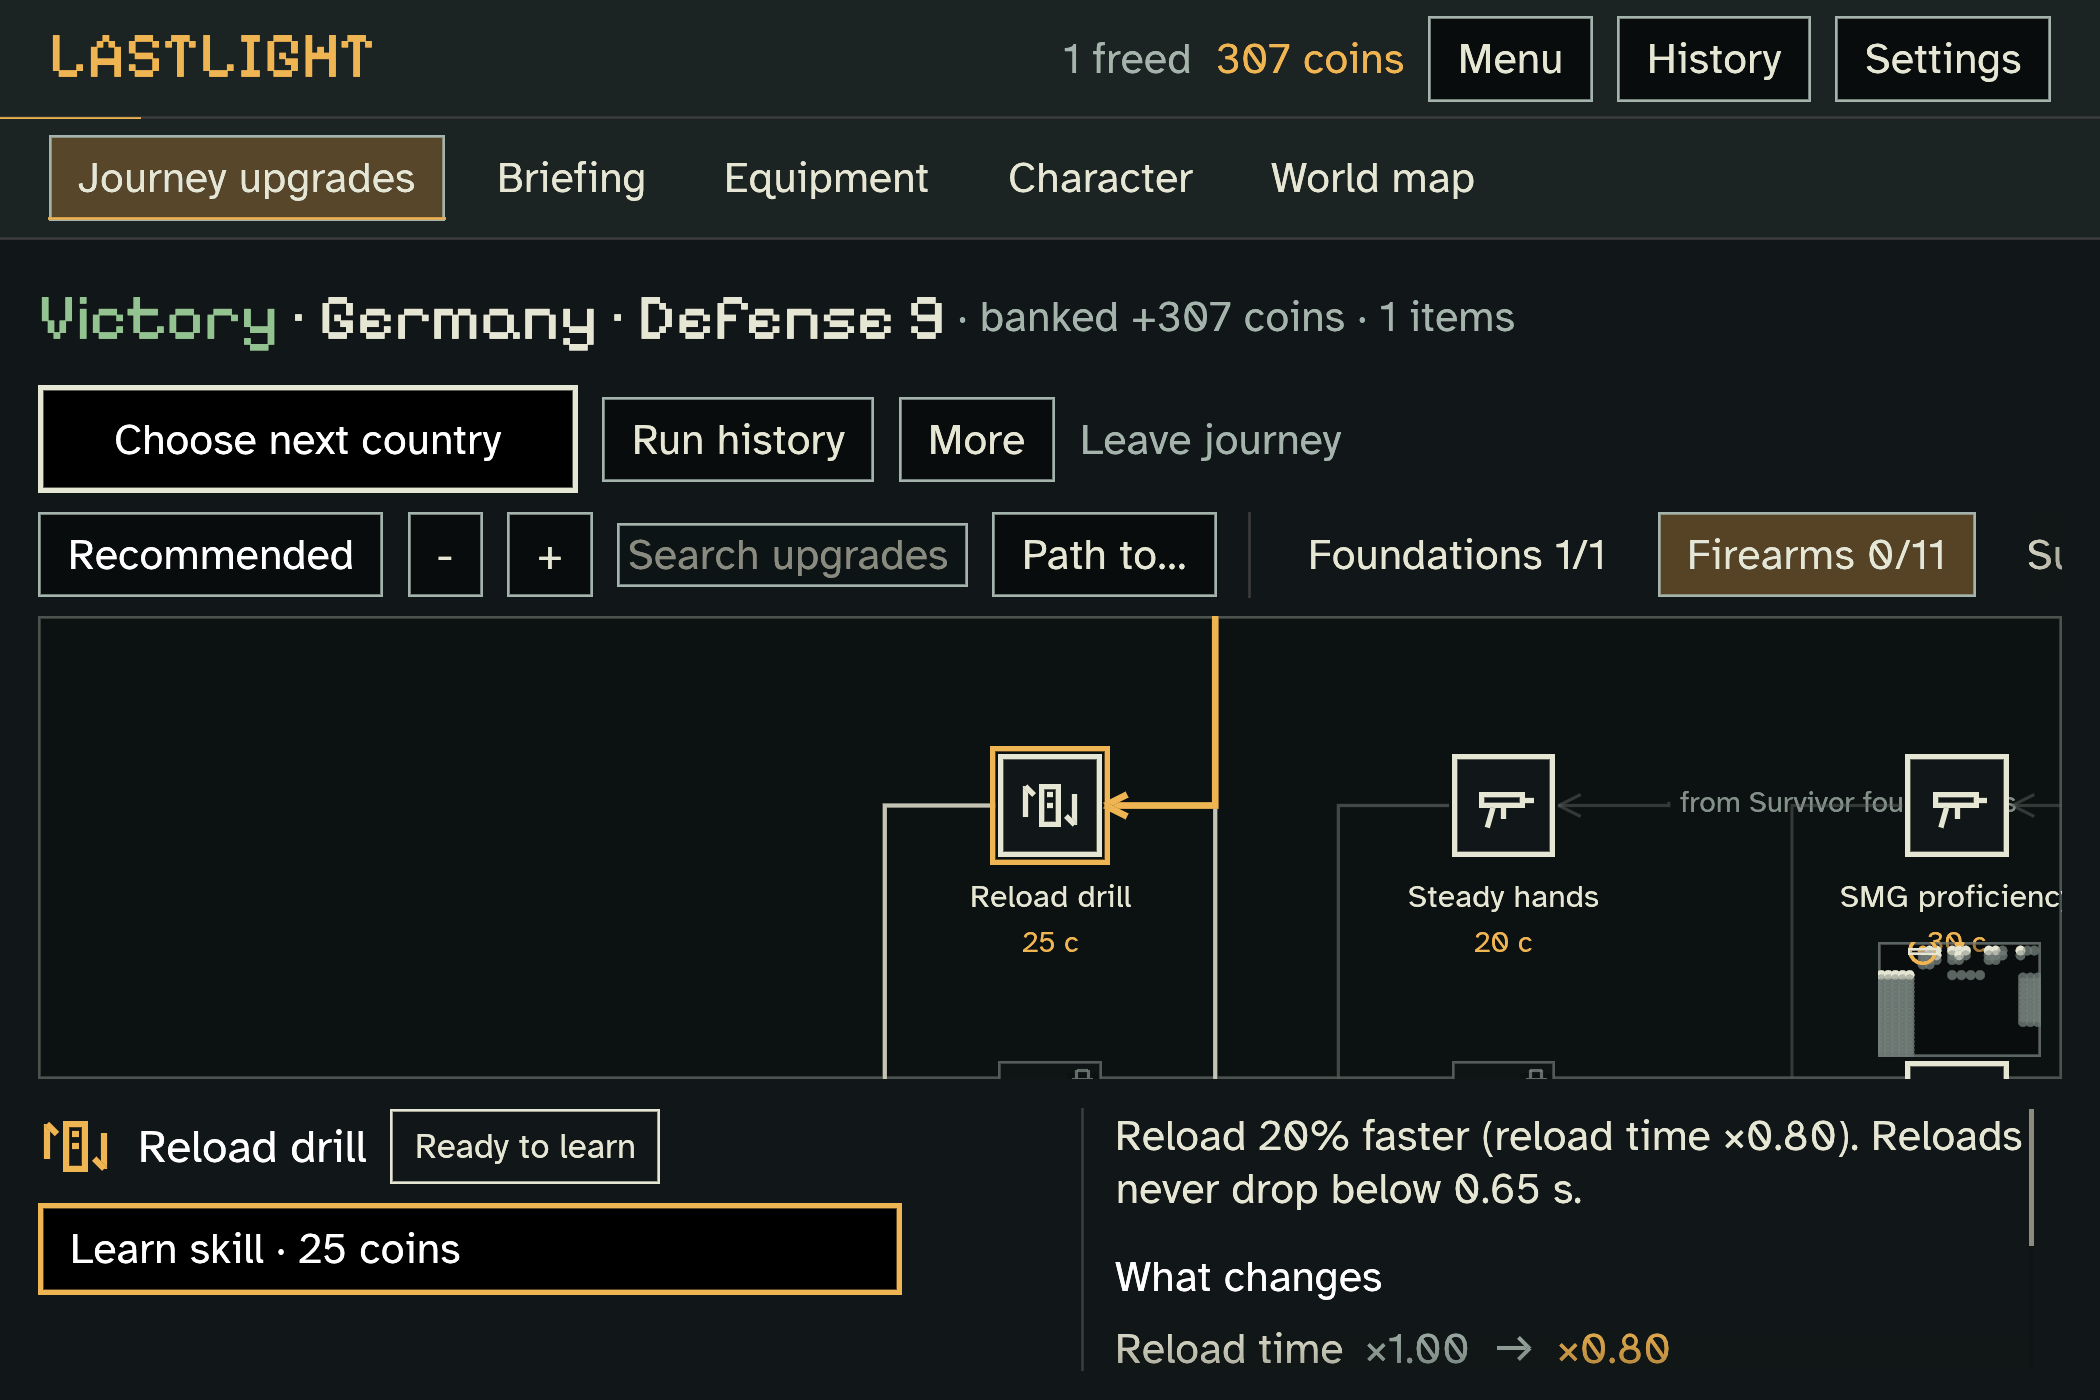 LASTLIGHT
1 freed 307 coins Menu History Settings
Journey upgrades Briefing Equipment Character World map
Victory · Germany · Defense 9 · banked +307 coins · 1 items
Choose next country Run history More Leave journey
Recommended - + Search upgrades Path to... Foundations 1/1 Firearms 0/11
from Survivor
Reload drill Steady hands SMG
25 c 20 c 30 c
Reload drill Ready to learn
Learn skill · 25 coins
Reload 20% faster (reload time ×0.80). Reloads
never drop below 0.65 s.
What changes
Reload time ×1.00 → ×0.80